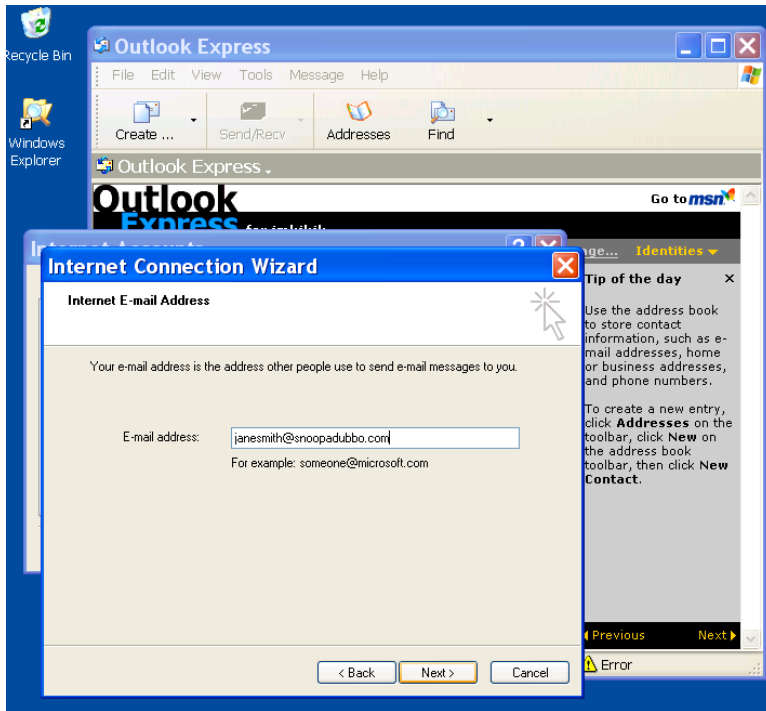 Recycle Bin
Windows
Explorer
Outlook Express
File Edit View Tools Message Help
Create ... Send/Recv Addresses Find
Outlook Express
Outlook
Express
Go to msn
Internet Accounts
Identities
Internet Connection Wizard
Internet E-mail Address
Your e-mail address is the address other people use to send e-mail messages to you.
E-mail address: janesmith@snoopadubbo.com
For example: someone@microsoft.com
< Back Next > Cancel
Tip of the day X
Use the address book
to store contact
information, such as e-
mail addresses, home
or business addresses,
and phone numbers.
To create a new entry,
click Addresses on the
toolbar, click New on
the address book
toolbar, then click New
Contact.
Previous Next
Error